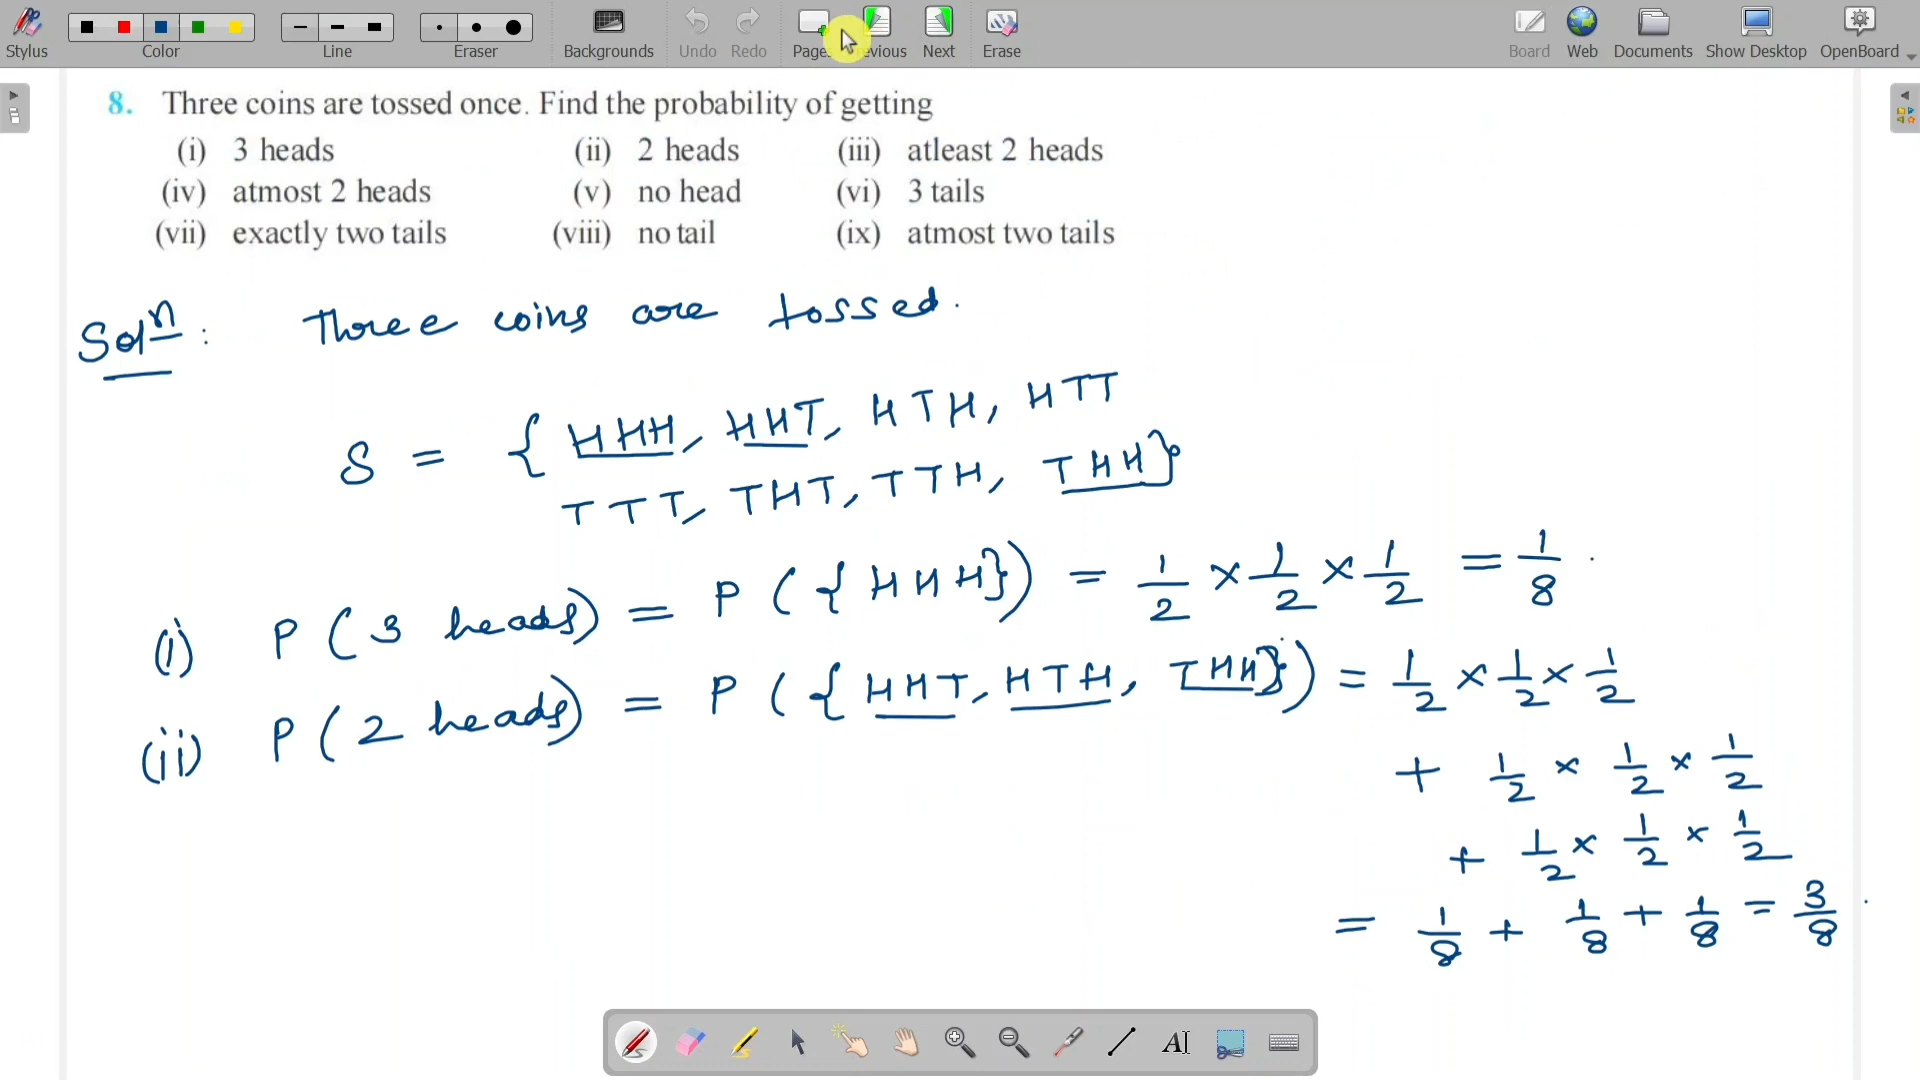 Stylus Color Line Eraser Backgrounds Undo Redo Pages Previous Next Erase Board Web Documents Show Desktop OpenBoard
8. Three coins are tossed once. Find the probability of getting
(i) 3 heads (ii) 2 heads (iii) atleast 2 heads
(iv) atmost 2 heads (v) no head (vi) 3 tails
(vii) exactly two tails (viii) no tail (ix) atmost two tails
Solⁿ : Three coins are tossed.
S = { HHH, HHT, HTH, HTT
TTT, THT, TTH, THH}
(i) P ( 3 heads) = P ( { HHH}) = 1/2 × 1/2 × 1/2 = 1/8 .
(ii) P ( 2 heads) = P ( { HHT, HTH, THH}) = 1/2 × 1/2 × 1/2
+ 1/2 × 1/2 × 1/2
+ 1/2 × 1/2 × 1/2
= 1/8 + 1/8 + 1/8 = 3/8 .